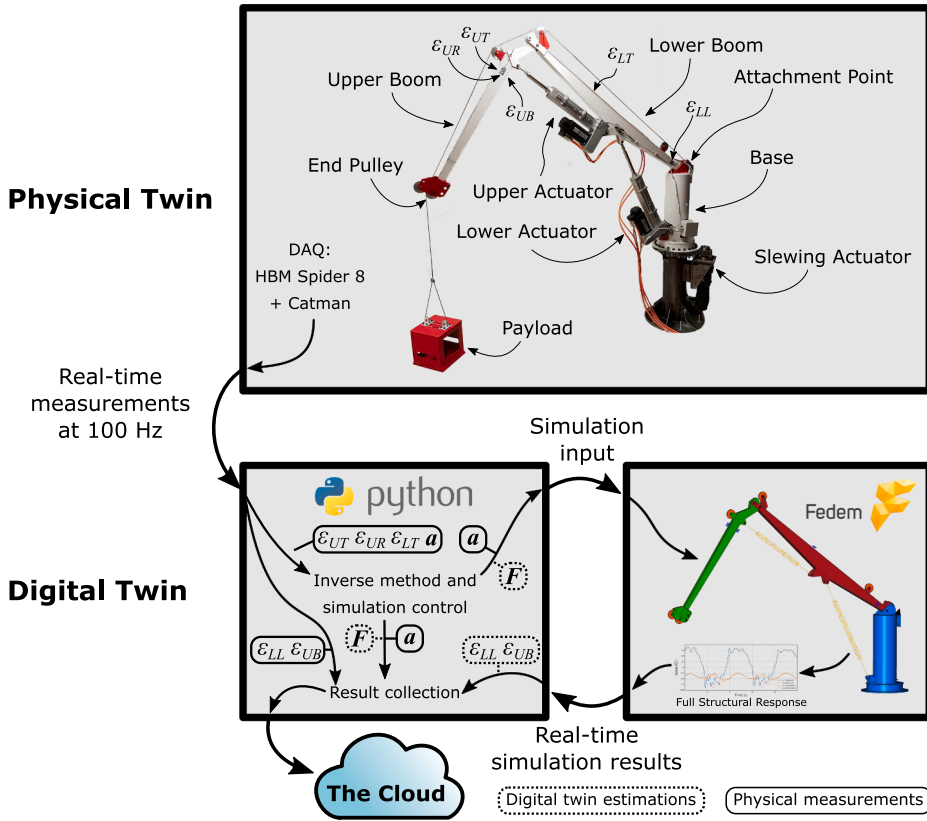 Physical Twin
ε_UT
ε_UR
ε_UB
ε_LT
ε_LL
Upper Boom
Lower Boom
Attachment Point
End Pulley
Upper Actuator
Base
Lower Actuator
Slewing Actuator
DAQ:
HBM Spider 8
+ Catman
Payload
Real-time
measurements
at 100 Hz
Simulation
input
Digital Twin
python
ε_UT ε_UR ε_LT a
a
F
Inverse method and
simulation control
F
a
ε_LL ε_UB
ε_LL ε_UB
Result collection
Fedem
Full Structural Response
Real-time
simulation results
The Cloud
Digital twin estimations
Physical measurements